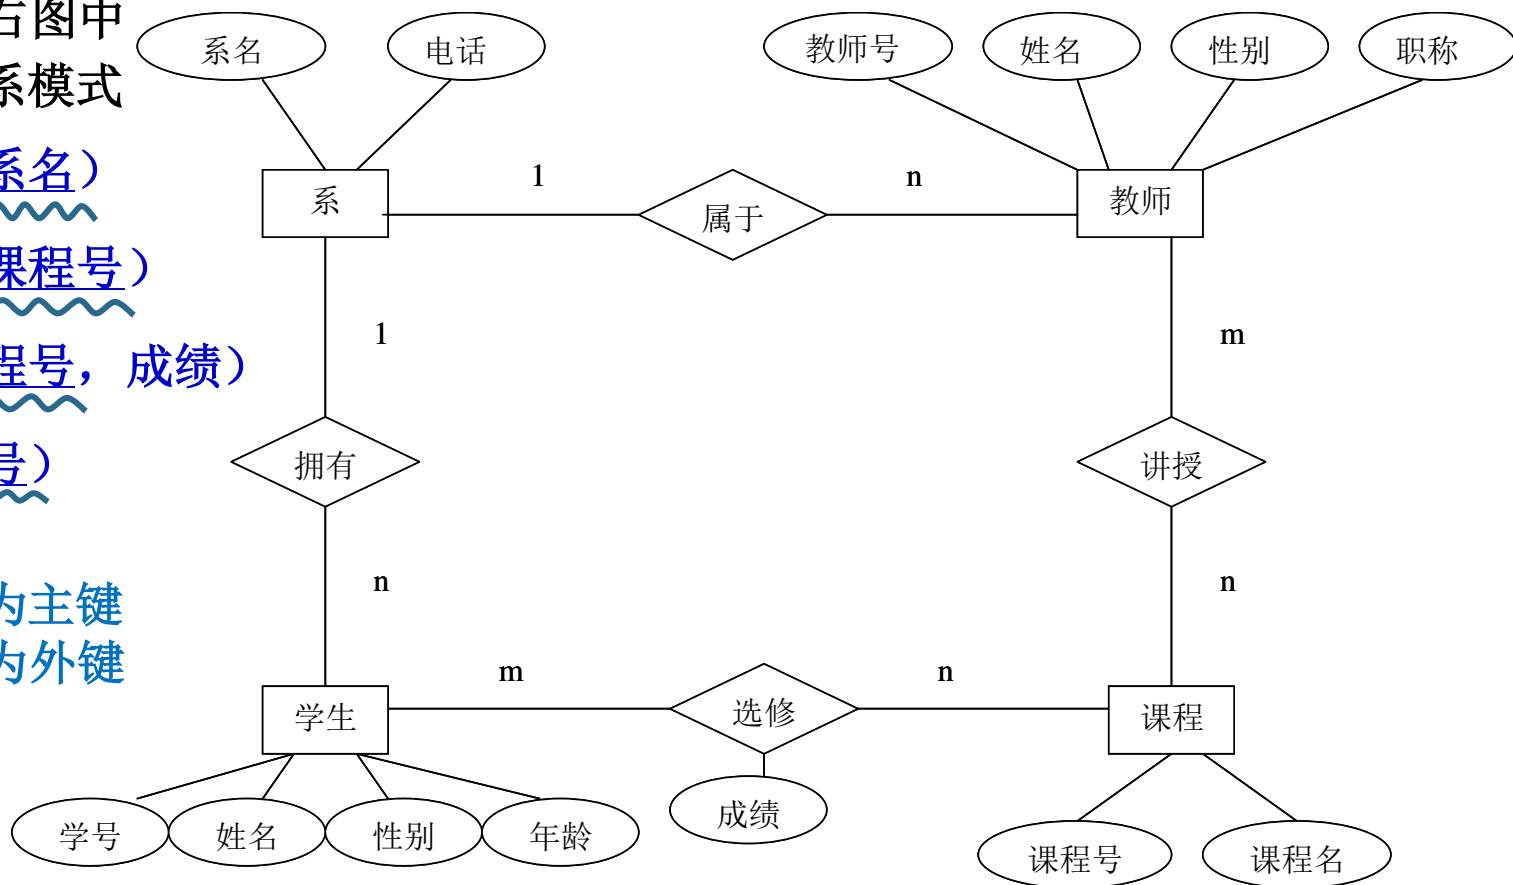 右图中
系模式
系名）
课程号）
程号，成绩）
号）
为主键
为外键
系名 电话 教师号 姓名 性别 职称
系 1 属于 n 教师
1 m
拥有 讲授
n n
学生 m 选修 n 课程
学号 姓名 性别 年龄 成绩 课程号 课程名